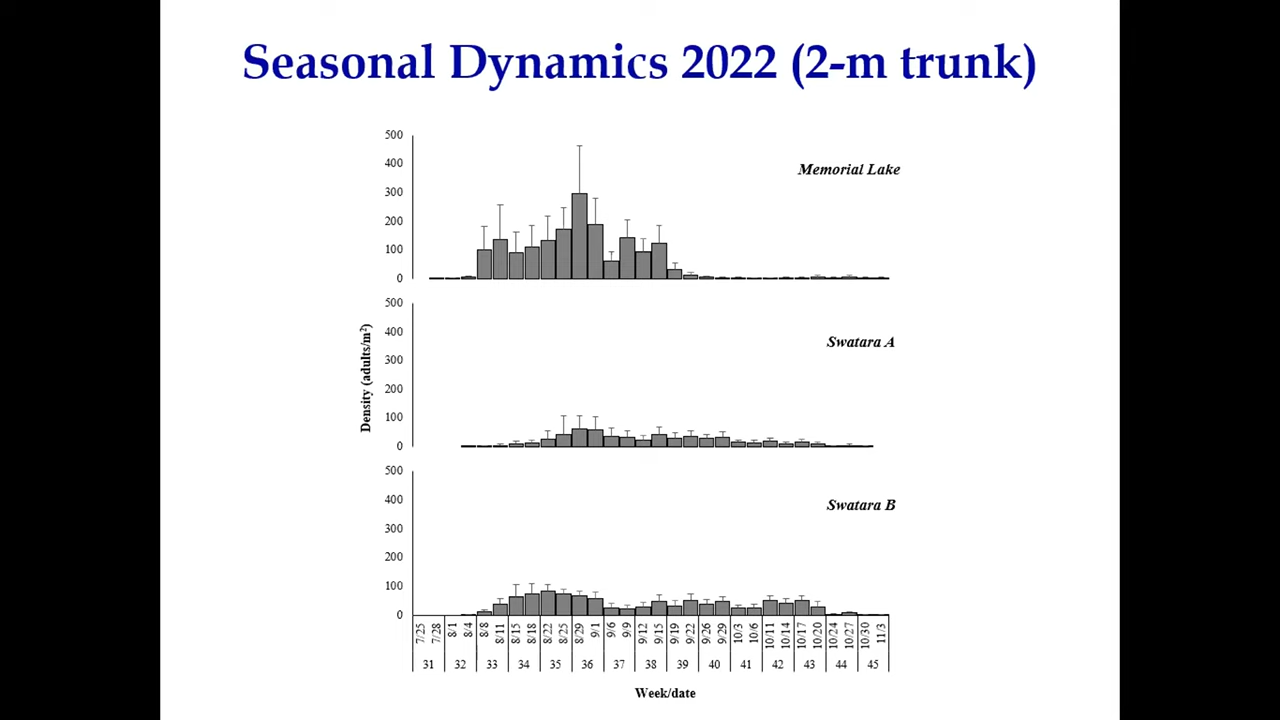 Seasonal Dynamics 2022 (2-m trunk)
500
400
300
200
100
0
Memorial Lake
500
400
300
200
100
0
Swatara A
Density (adults/m²)
500
400
300
200
100
0
Swatara B
7/25 7/28 8/1 8/4 8/8 8/11 8/15 8/18 8/22 8/25 8/29 9/1 9/6 9/9 9/12 9/15 9/19 9/22 9/26 9/29 10/3 10/6 10/11 10/14 10/17 10/20 10/24 10/27 10/30 11/3
31 32 33 34 35 36 37 38 39 40 41 42 43 44 45
Week/date